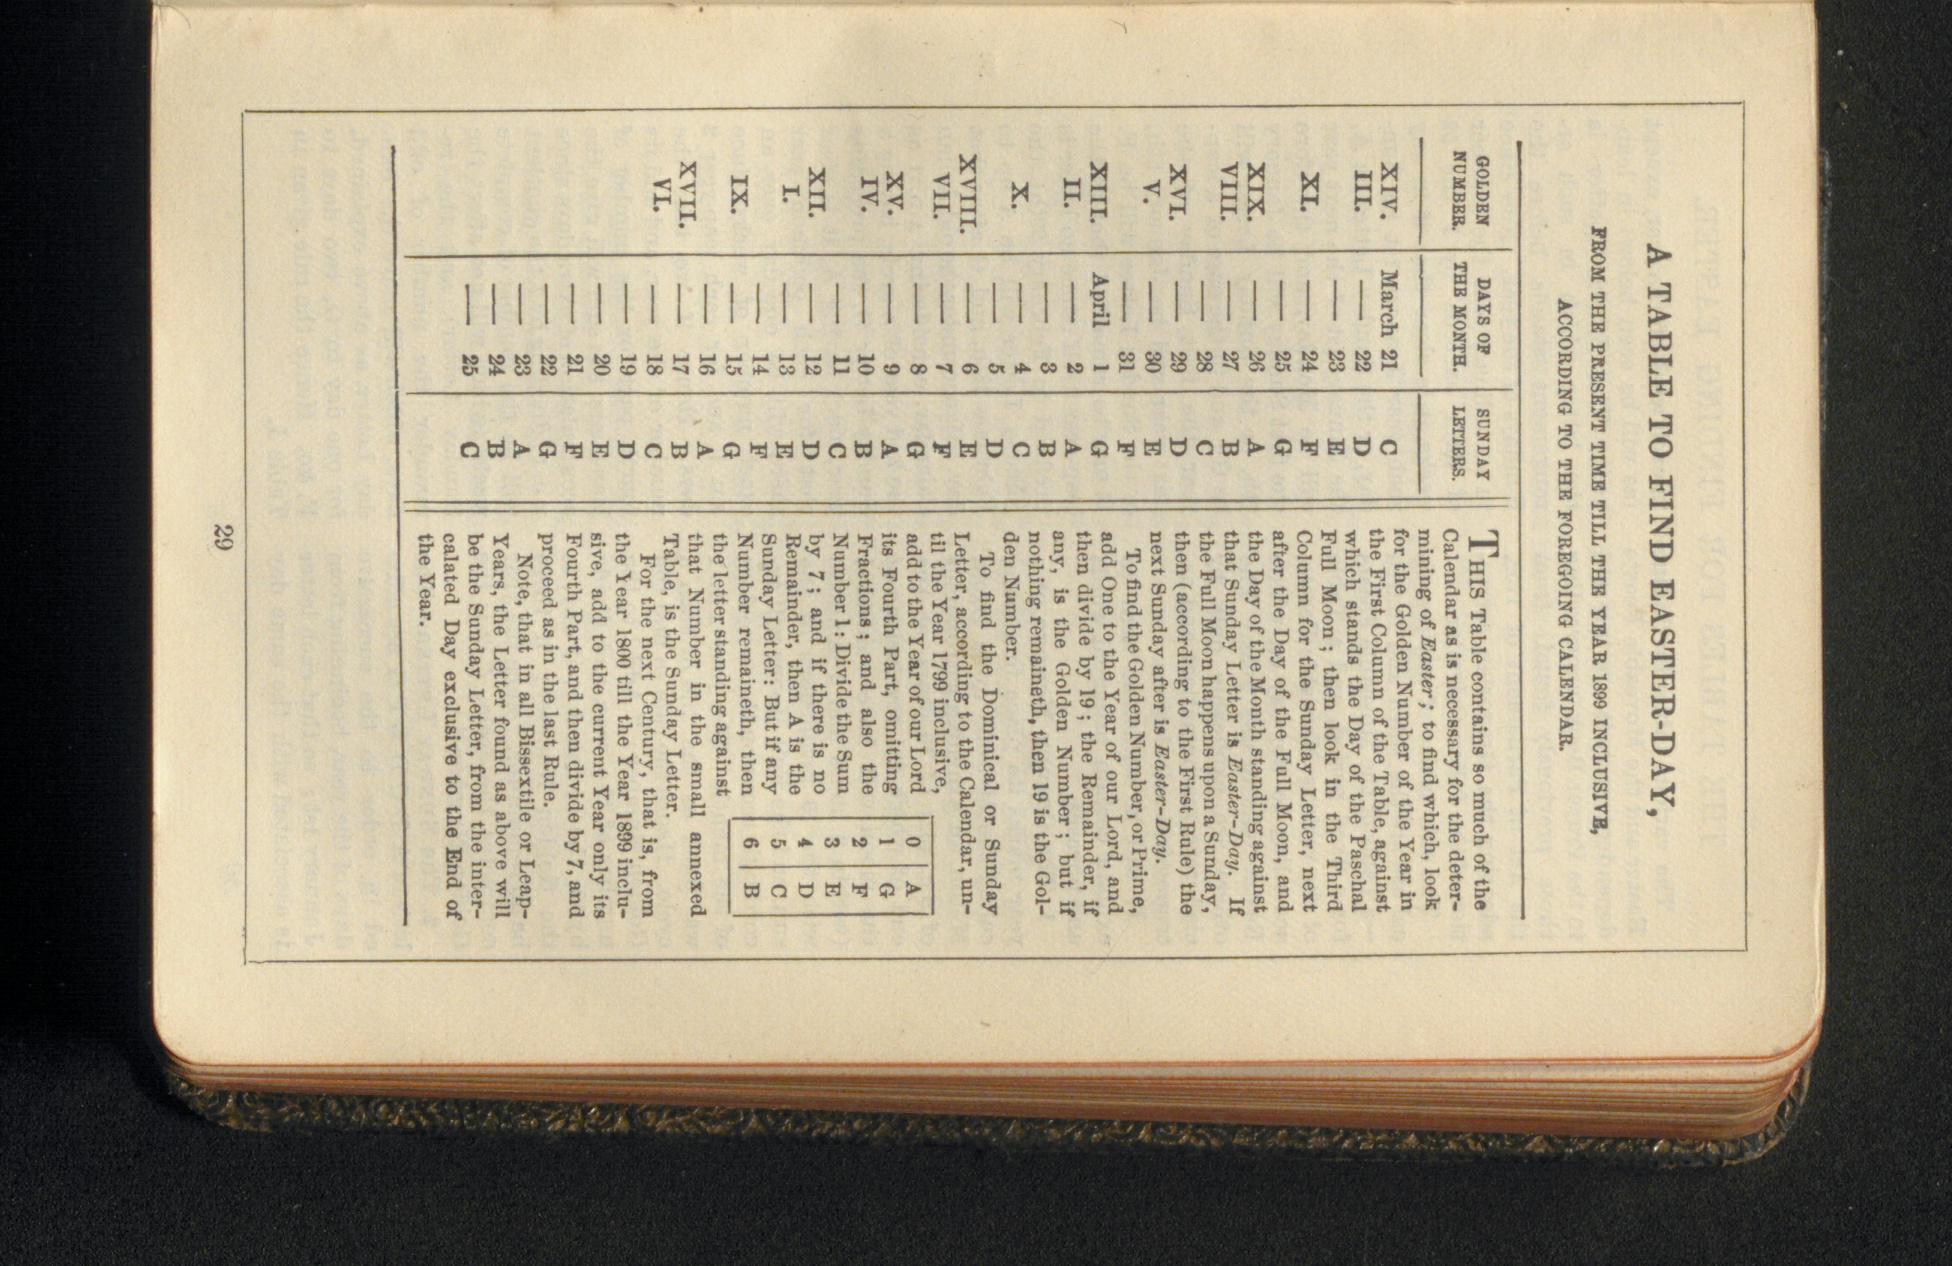 A TABLE TO FIND EASTER-DAY,
FROM THE PRESENT TIME TILL THE YEAR 1899 INCLUSIVE,
ACCORDING TO THE FOREGOING CALENDAR.
GOLDEN NUMBER.
DAYS OF THE MONTH.
SUNDAY LETTERS.
XIV. March 21 C
III. — 22 D
— 23 E
XI. — 24 F
— 25 G
XIX. — 26 A
VIII. — 27 B
— 28 C
XVI. — 29 D
V. — 30 E
— 31 F
XIII. April 1 G
II. — 2 A
— 3 B
X. — 4 C
— 5 D
XVIII. — 6 E
VII. — 7 F
— 8 G
XV. — 9 A
IV. — 10 B
— 11 C
XII. — 12 D
I. — 13 E
— 14 F
IX. — 15 G
— 16 A
XVII. — 17 B
VI. — 18 C
— 19 D
— 20 E
— 21 F
— 22 G
— 23 A
— 24 B
— 25 C
THIS Table contains so much of the
Calendar as is necessary for the deter-
mining of Easter; to find which, look
for the Golden Number of the Year in
the First Column of the Table, against
which stands the Day of the Paschal
Full Moon; then look in the Third
Column for the Sunday Letter, next
after the Day of the Full Moon, and
the Day of the Month standing against
that Sunday Letter is Easter-Day. If
the Full Moon happens upon a Sunday,
then (according to the First Rule) the
next Sunday after is Easter-Day.
To find the Golden Number, or Prime,
add One to the Year of our Lord, and
then divide by 19; the Remainder, if
any, is the Golden Number; but if
nothing remaineth, then 19 is the Gol-
den Number.
To find the Dominical or Sunday
Letter, according to the Calendar, un-
til the Year 1799 inclusive,
add to the Year of our Lord
its Fourth Part, omitting
Fractions; and also the
Number 1: Divide the Sum
by 7; and if there is no
Remainder, then A is the
Sunday Letter: But if any
Number remaineth, then
the letter standing against
that Number in the small annexed
Table, is the Sunday Letter.
0 A
1 G
2 F
3 E
4 D
5 C
6 B
For the next Century, that is, from
the Year 1800 till the Year 1899 inclu-
sive, add to the current Year only its
Fourth Part, and then divide by 7, and
proceed as in the last Rule.
Note, that in all Bissextile or Leap-
Years, the Letter found as above will
be the Sunday Letter, from the inter-
calated Day exclusive to the End of
the Year.
29